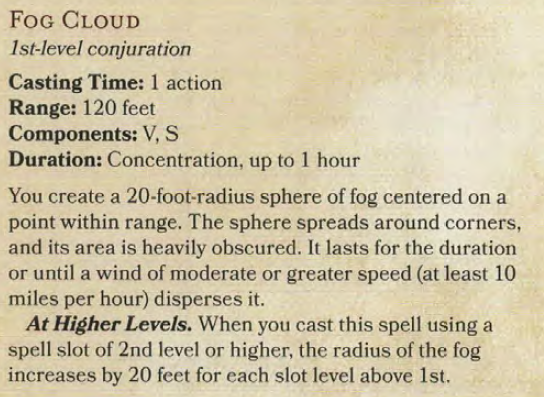 FOG CLOUD
1st-level conjuration
Casting Time: 1 action
Range: 120 feet
Components: V, S
Duration: Concentration, up to 1 hour
You create a 20-foot-radius sphere of fog centered on a
point within range. The sphere spreads around corners,
and its area is heavily obscured. It lasts for the duration
or until a wind of moderate or greater speed (at least 10
miles per hour) disperses it.
At Higher Levels. When you cast this spell using a
spell slot of 2nd level or higher, the radius of the fog
increases by 20 feet for each slot level above 1st.